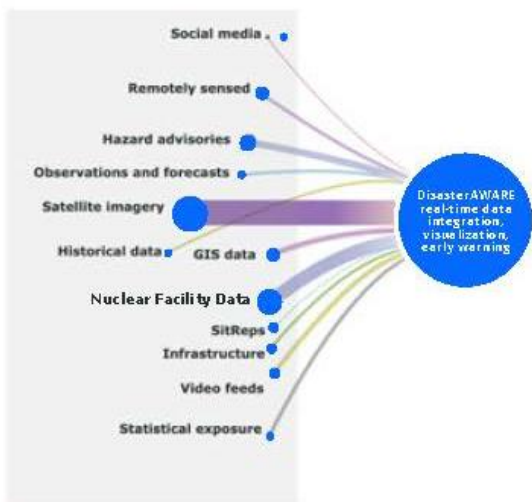 Social media
Remotely sensed
Hazard advisories
Observations and forecasts
Satellite imagery
Historical data
GIS data
Nuclear Facility Data
SitReps
Infrastructure
Video feeds
Statistical exposure
DisasterAWARE
real-time data
integration,
visualization,
early warning